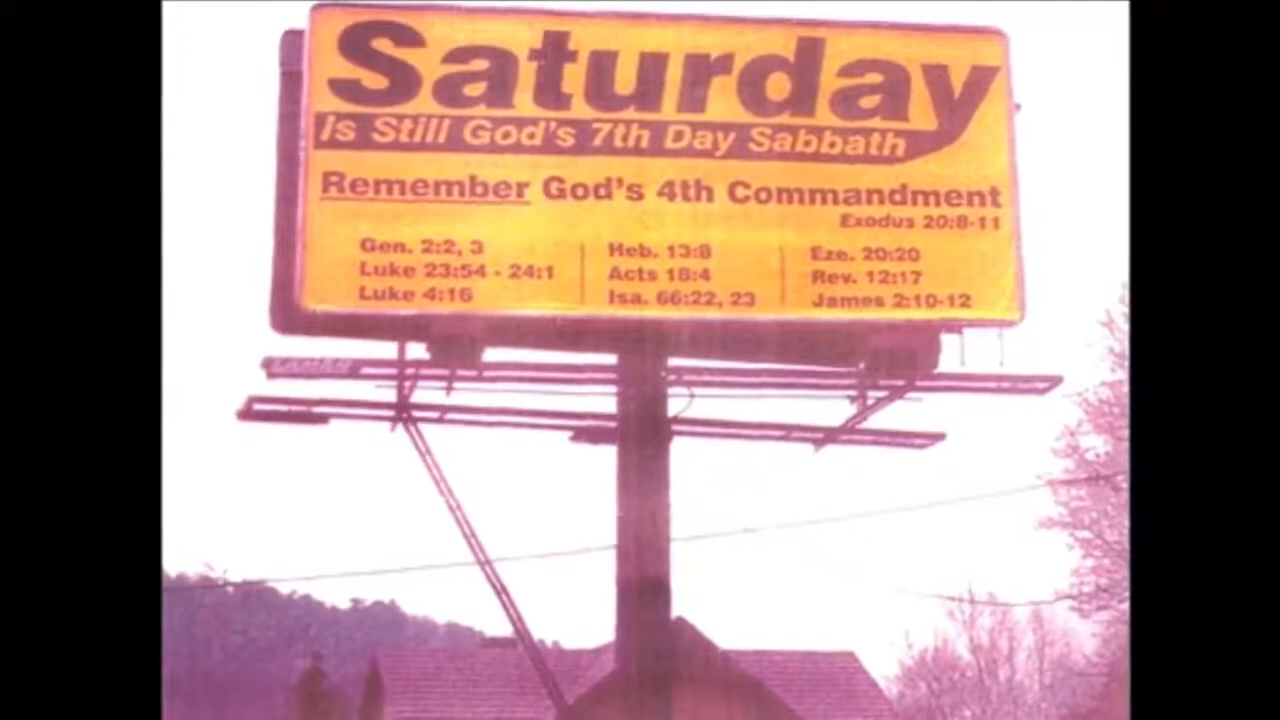 Saturday
Is Still God's 7th Day Sabbath
Remember God's 4th Commandment
Exodus 20:8-11
Gen. 2:2, 3
Luke 23:54 - 24:1
Luke 4:16
Heb. 13:8
Acts 18:4
Isa. 66:22, 23
Eze. 20:20
Rev. 12:17
James 2:10-12
LAMAR